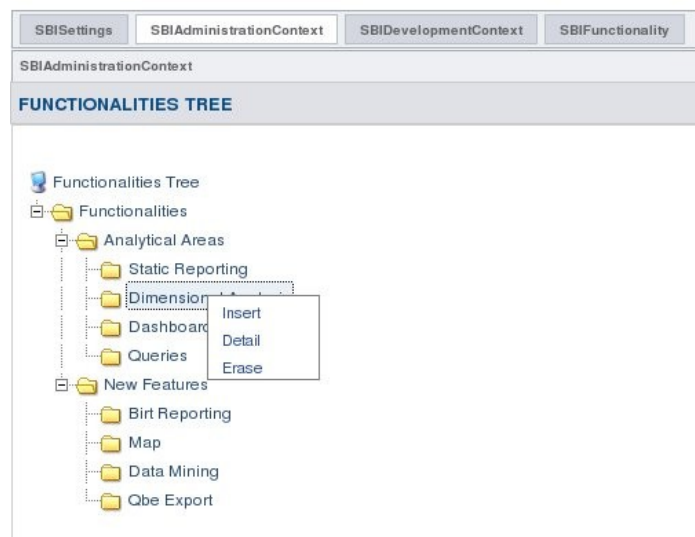 SBISettings SBIAdministrationContext SBIDevelopmentContext SBIFunctionality
SBIAdministrationContext
FUNCTIONALITIES TREE
Functionalities Tree
Functionalities
Analytical Areas
Static Reporting
Insert
Detail
Queries
Erase
New Features
Birt Reporting
Map
Data Mining
Qbe Export